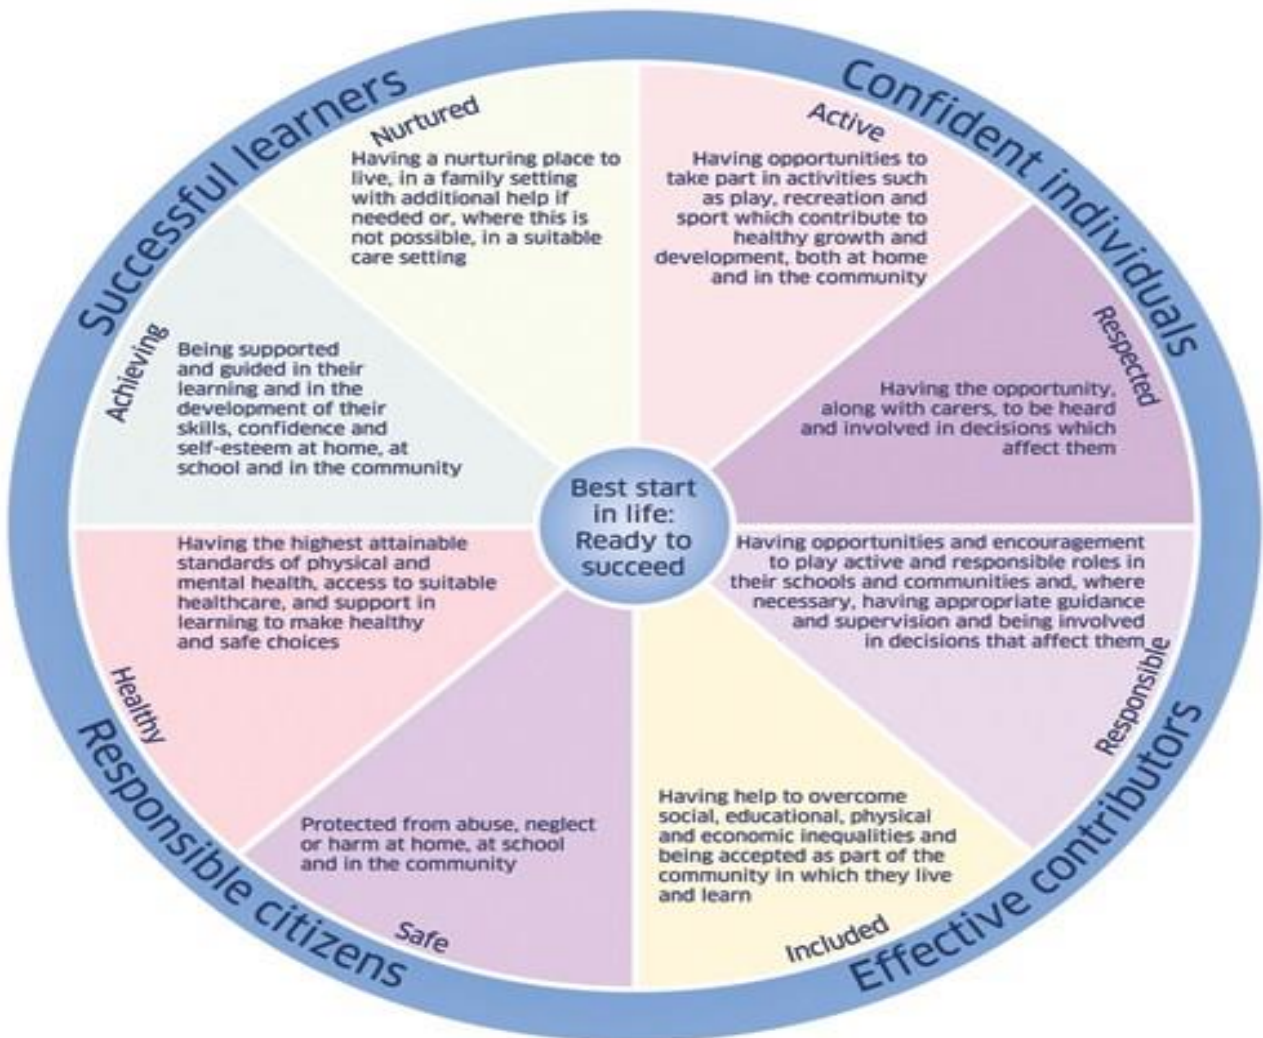 Successful learners
Confident individuals
Nurtured
Having a nurturing place to
live, in a family setting
with additional help if
needed or, where this is
not possible, in a suitable
care setting
Active
Having opportunities to
take part in activities such
as play, recreation and
sport which contribute to
healthy growth and
development, both at home
and in the community
Achieving
Being supported
and guided in their
learning and in the
development of their
skills, confidence and
self-esteem at home, at
school and in the community
Respected
Having the opportunity,
along with carers, to be heard
and involved in decisions which
affect them
Best start
in life:
Ready to
succeed
Having the highest attainable
standards of physical and
mental health, access to suitable
healthcare, and support in
learning to make healthy
and safe choices
Healthy
Having opportunities and encouragement
to play active and responsible roles in
their schools and communities and, where
necessary, having appropriate guidance
and supervision and being involved
in decisions that affect them
Responsible
Protected from abuse, neglect
or harm at home, at school
and in the community
Safe
Having help to overcome
social, educational, physical
and economic inequalities and
being accepted as part of the
community in which they live
and learn
Included
Responsible citizens
Effective contributors